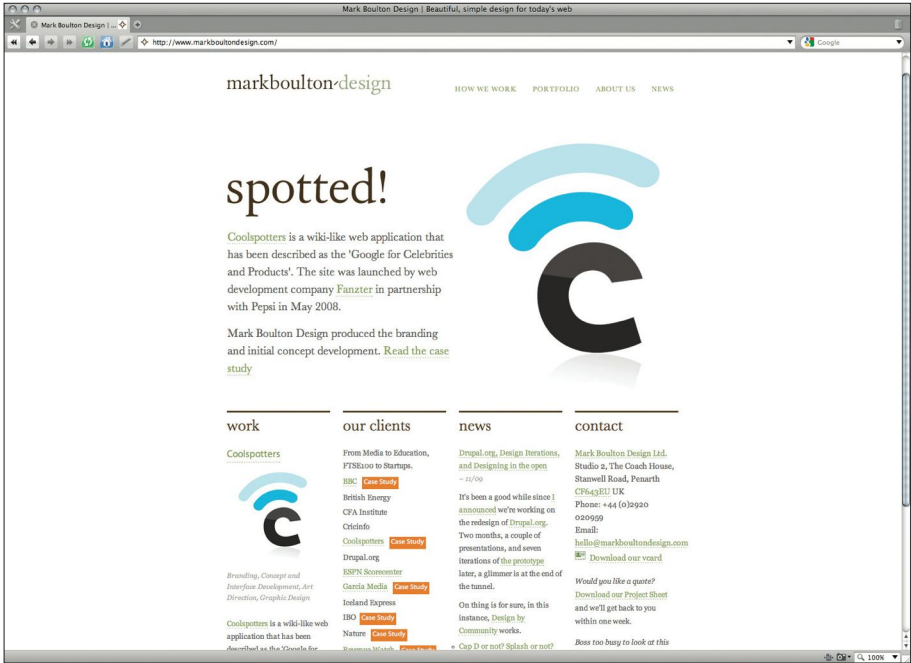 Mark Boulton Design | Beautiful, simple design for today's web
Mark Boulton Design | ...
http://www.markboultondesign.com/
Google
markboulton-design
HOW WE WORK PORTFOLIO ABOUT US NEWS
spotted!
Coolspotters is a wiki-like web application that
has been described as the 'Google for Celebrities
and Products'. The site was launched by web
development company Fanzter in partnership
with Pepsi in May 2008.
Mark Boulton Design produced the branding
and initial concept development. Read the case
study
c
work
Coolspotters
c
Branding, Concept and
Interface Development, Art
Direction, Graphic Design
Coolspotters is a wiki-like web
application that has been
described as the 'Google for
our clients
From Media to Education,
FTSE100 to Startups.
BBC Case Study
British Energy
CFA Institute
Cricinfo
Coolspotters Case Study
Drupal.org
ESPN Scorecenter
Garcia Media Case Study
Iceland Express
IBO Case Study
Nature Case Study
Revenue Watch Case Study
news
Drupal.org, Design Iterations,
and Designing in the open
~ 11/09
It's been a good while since I
announced we're working on
the redesign of Drupal.org.
Two months, a couple of
presentations, and seven
iterations of the prototype
later, a glimmer is at the end of
the tunnel.
On thing is for sure, in this
instance, Design by
Community works.
Cap D or not? Splash or not?
contact
Mark Boulton Design Ltd.
Studio 2, The Coach House,
Stanwell Road, Penarth
CF643EU UK
Phone: +44 (0)2920
020959
Email:
hello@markboultondesign.com
Download our vcard
Would you like a quote?
Download our Project Sheet
and we'll get back to you
within one week.
Boss too busy to look at this
100%